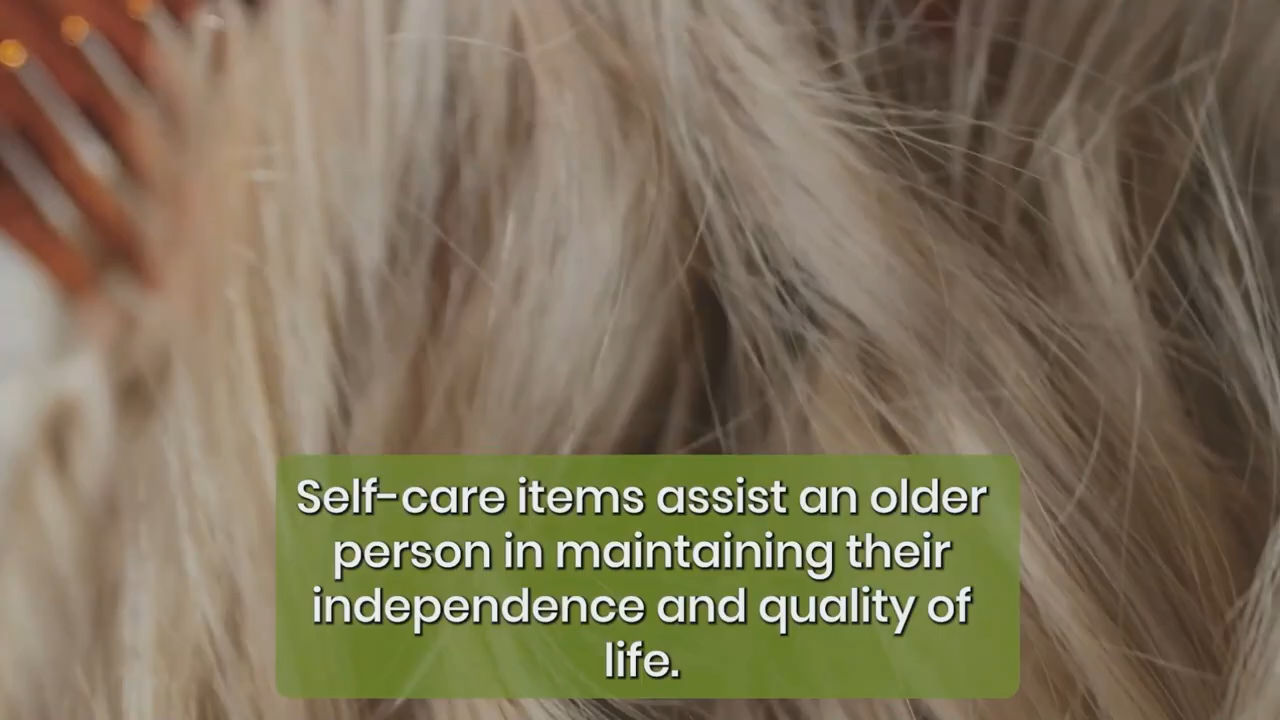 Self-care items assist an older
person in maintaining their
independence and quality of
life.